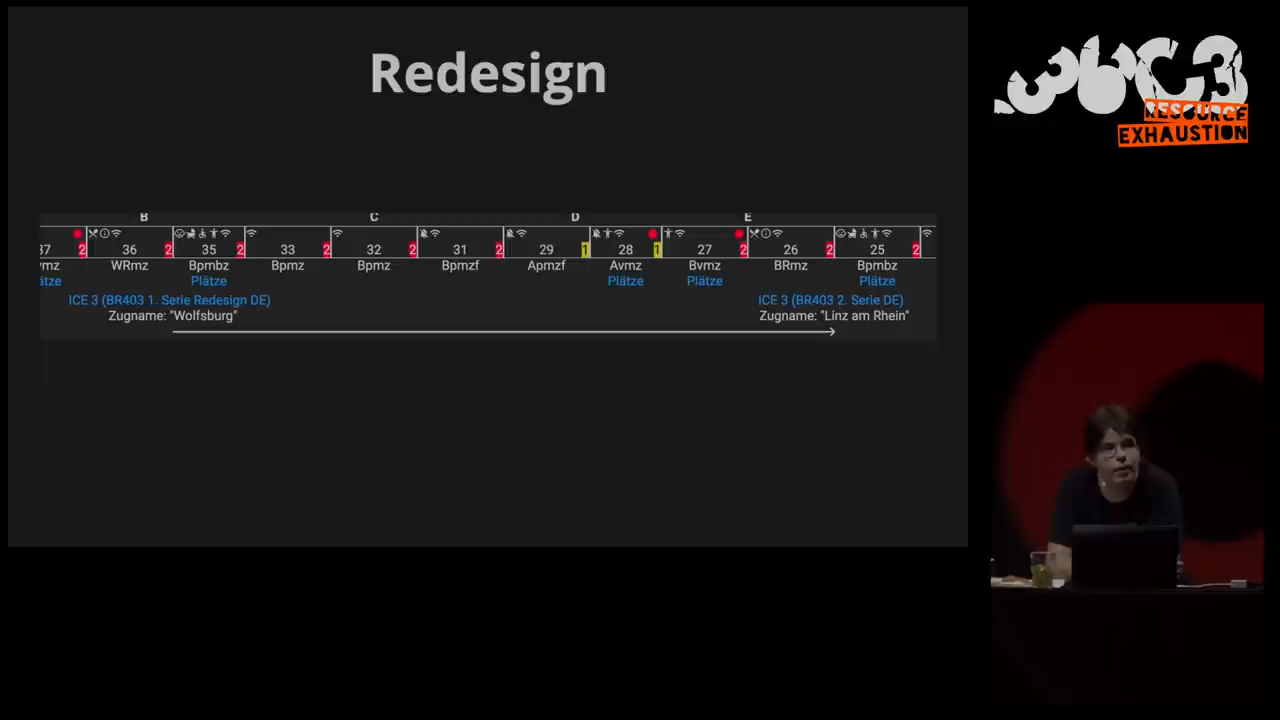 Redesign
B C D E
37 2 36 2 35 2 33 2 32 2 31 2 29 1 28 1 27 2 26 2 25 2
WRmz Bpmbz Bpmz Bpmz Bpmzf Apmzf Avmz Bvmz BRmz Bpmbz
Plätze Plätze Plätze Plätze
ICE 3 (BR403 1. Serie Redesign DE) ICE 3 (BR403 2. Serie DE)
Zugname: "Wolfsburg" Zugname: "Linz am Rhein"
36C3
RESOURCE
EXHAUSTION